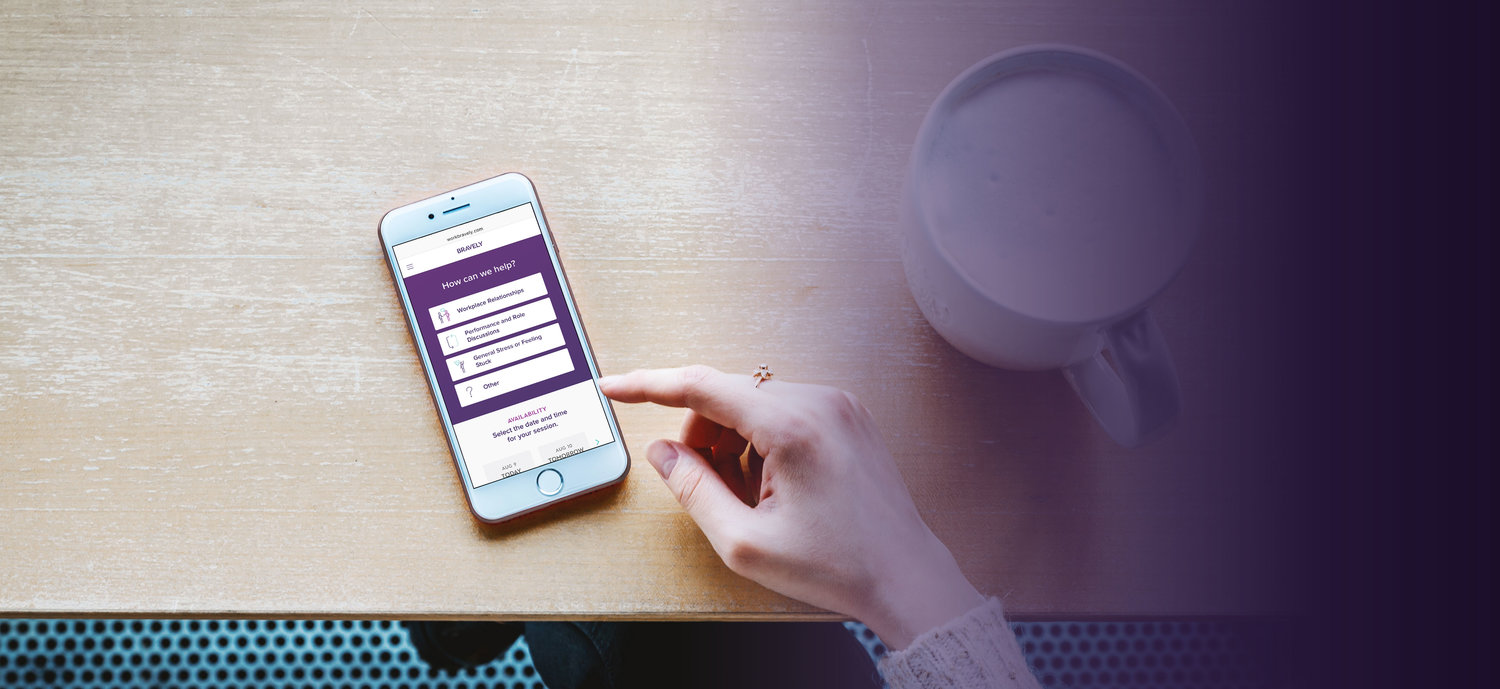 workbravely.com
BRAVELY
How can we help?
Workplace Relationships
Performance and Role
Discussions
General Stress or Feeling
Stuck
Other
AVAILABILITY
Select the date and time
for your session.
AUG 9
TODAY
AUG 10
TOMORROW